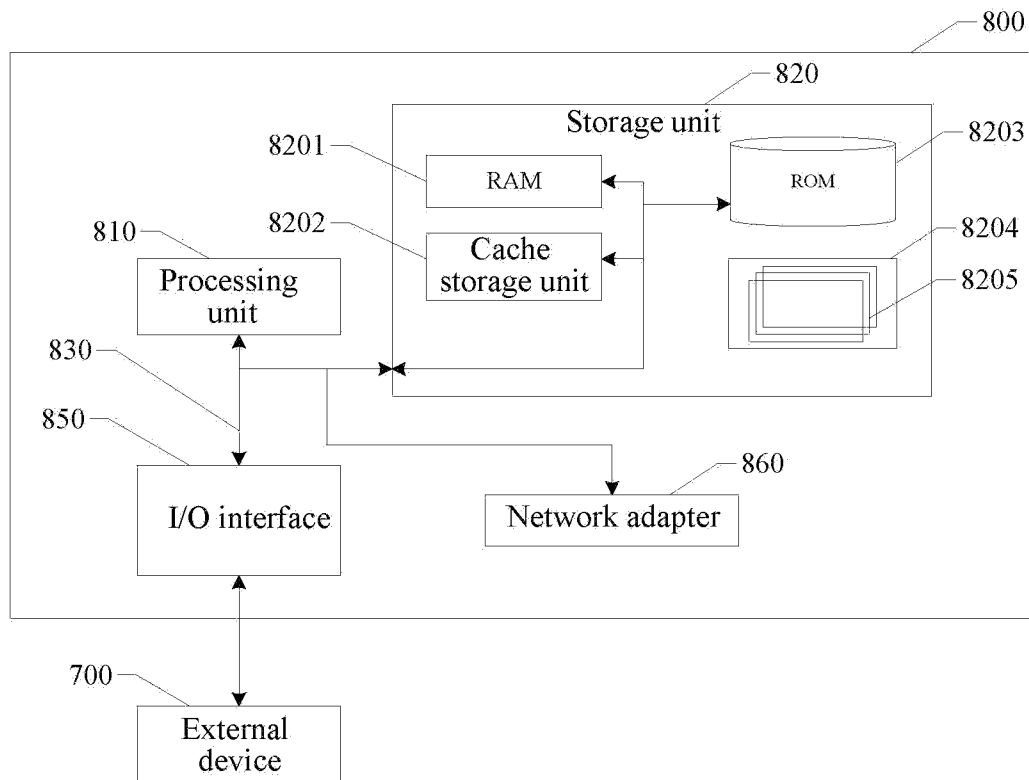 800
820
Storage unit
8201
RAM
8203
ROM
8202
Cache
storage unit
8204
8205
810
Processing
unit
830
850
I/O interface
860
Network adapter
700
External
device